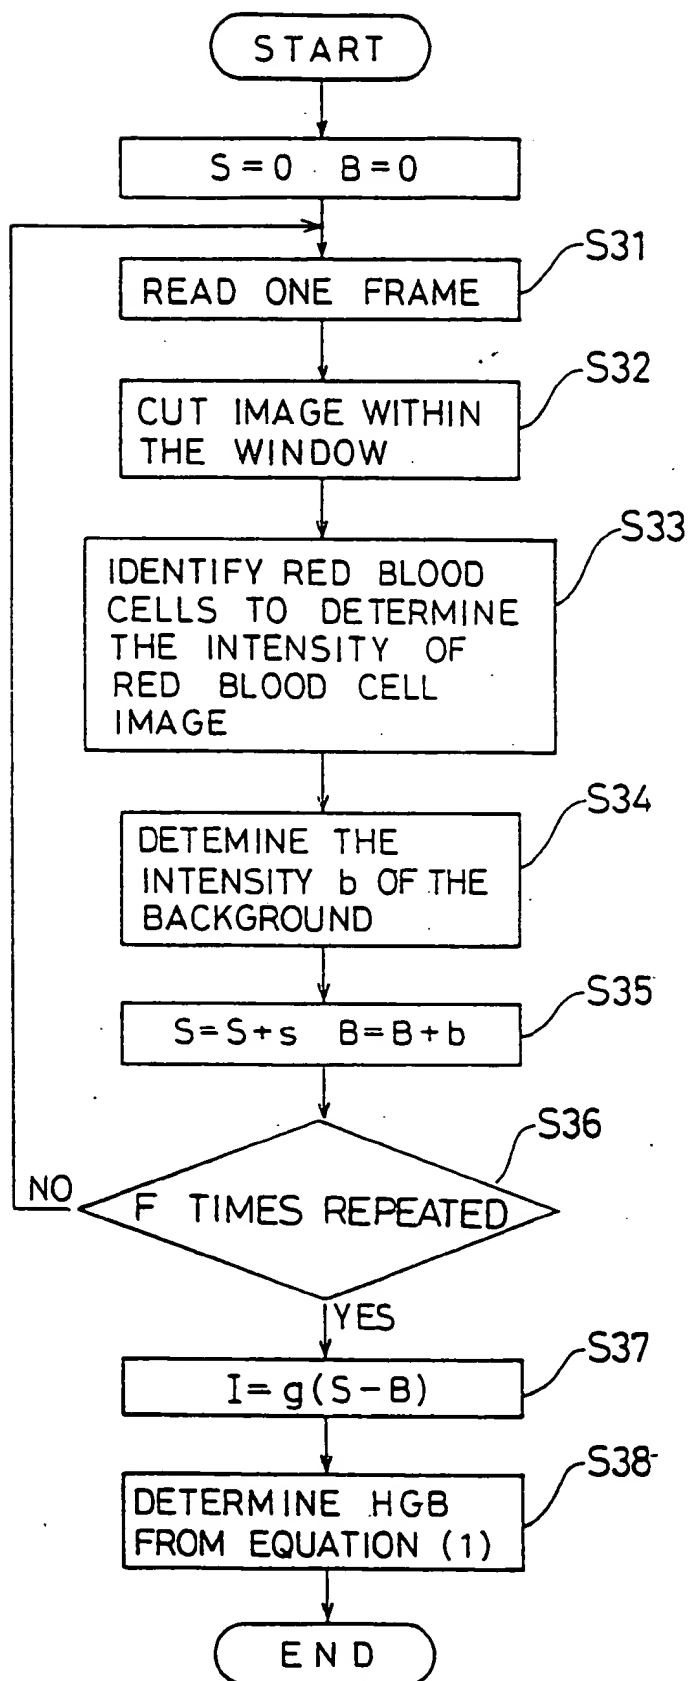 START
S=0 B=0
S31
READ ONE FRAME
S32
CUT IMAGE WITHIN
THE WINDOW
S33
IDENTIFY RED BLOOD
CELLS TO DETERMINE
THE INTENSITY OF
RED BLOOD CELL
IMAGE
S34
DETEMINE THE
INTENSITY b OF THE
BACKGROUND
S35
S=S+s B=B+b
S36
NO
F TIMES REPEATED
YES
S37
I=g(S-B)
S38
DETERMINE HGB
FROM EQUATION (1)
END